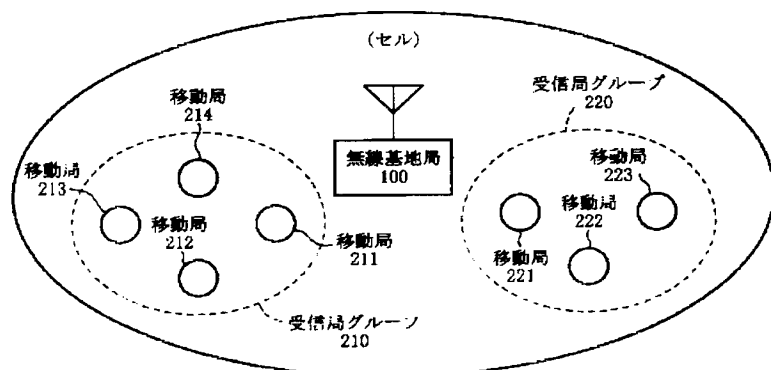 (セル)
移動局
214
移動局
213
移動局
212
移動局
211
受信局グループ
210
無線基地局
100
受信局グループ
220
移動局
223
移動局
222
移動局
221